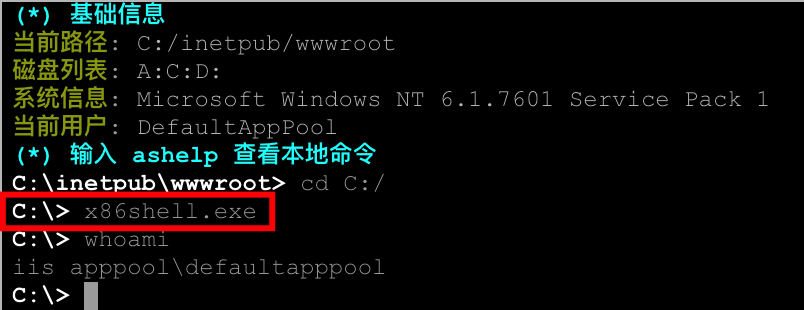 (*) 基础信息
当前路径: C:/inetpub/wwwroot
磁盘列表: A:C:D:
系统信息: Microsoft Windows NT 6.1.7601 Service Pack 1
当前用户: DefaultAppPool
(*) 输入 ashelp 查看本地命令
C:\inetpub\wwwroot> cd C:/
C:\> x86shell.exe
C:\> whoami
iis apppool\defaultapppool
C:\>